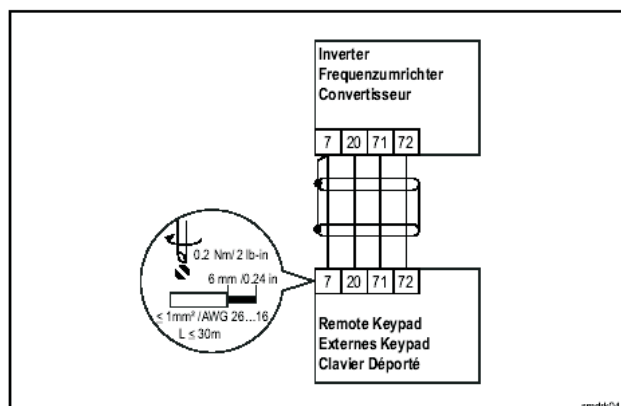 Inverter
Frequenzumrichter
Convertisseur
7 20 71 72
0.2 Nm/ 2 lb-in
6 mm /0.24 in
≤ 1mm² /AWG 26...16
L ≤ 30m
7 20 71 72
Remote Keypad
Externes Keypad
Clavier Déporté